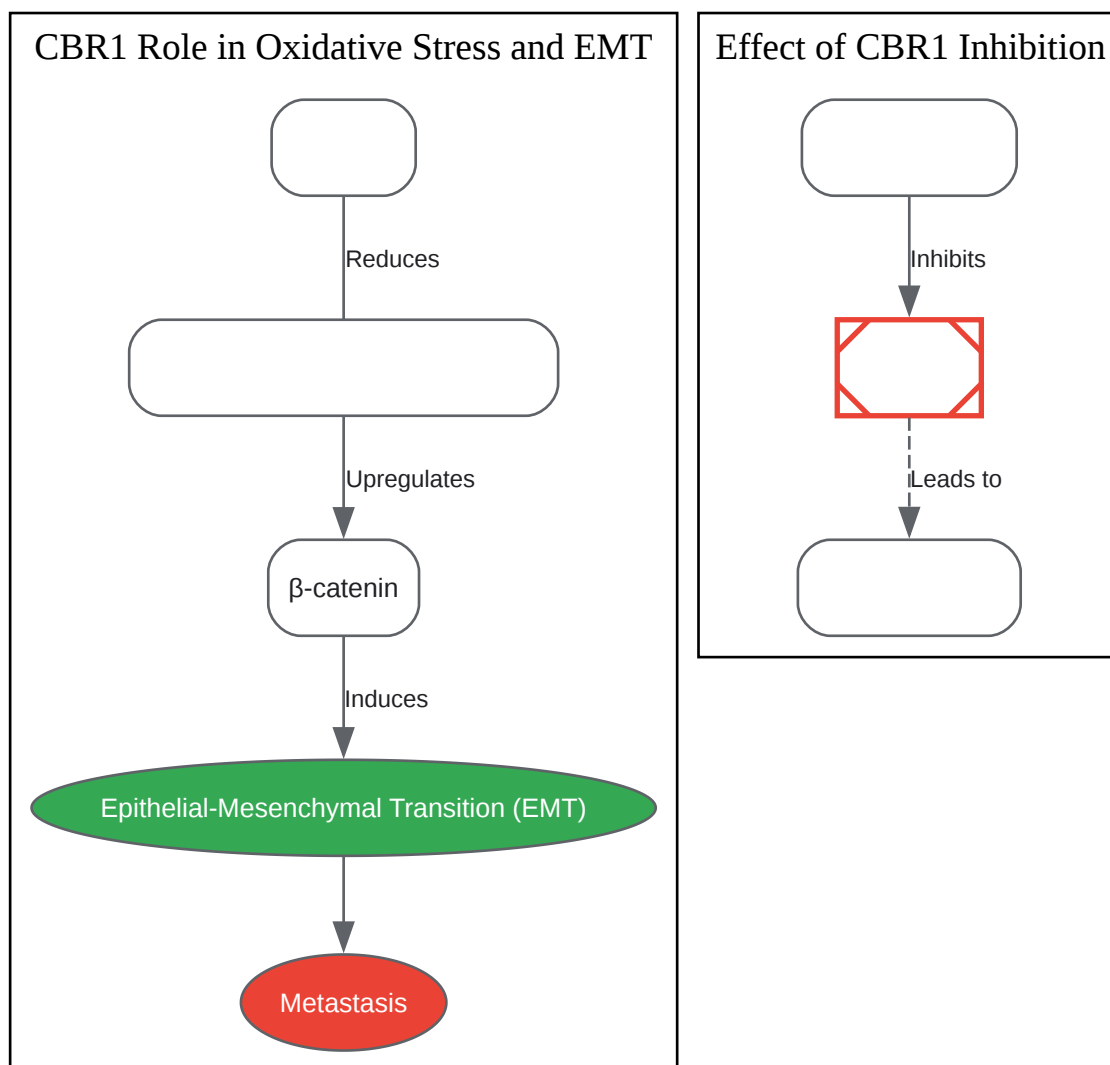 CBR1 Role in Oxidative Stress and EMT
Reduces
Upregulates
β-catenin
Induces
Epithelial-Mesenchymal Transition (EMT)
Metastasis
Effect of CBR1 Inhibition
Inhibits
Leads to